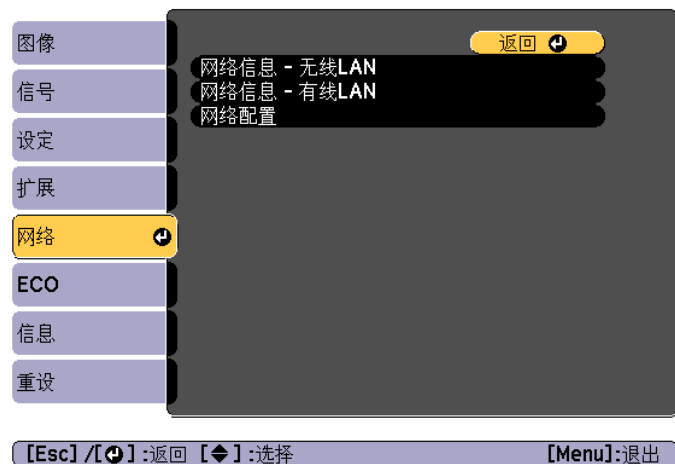 图像
信号
设定
扩展
网络
ECO
信息
重设
返回
网络信息 - 无线LAN
网络信息 - 有线LAN
网络配置
[Esc] /[ ] :返回 [ ] :选择 [Menu]:退出